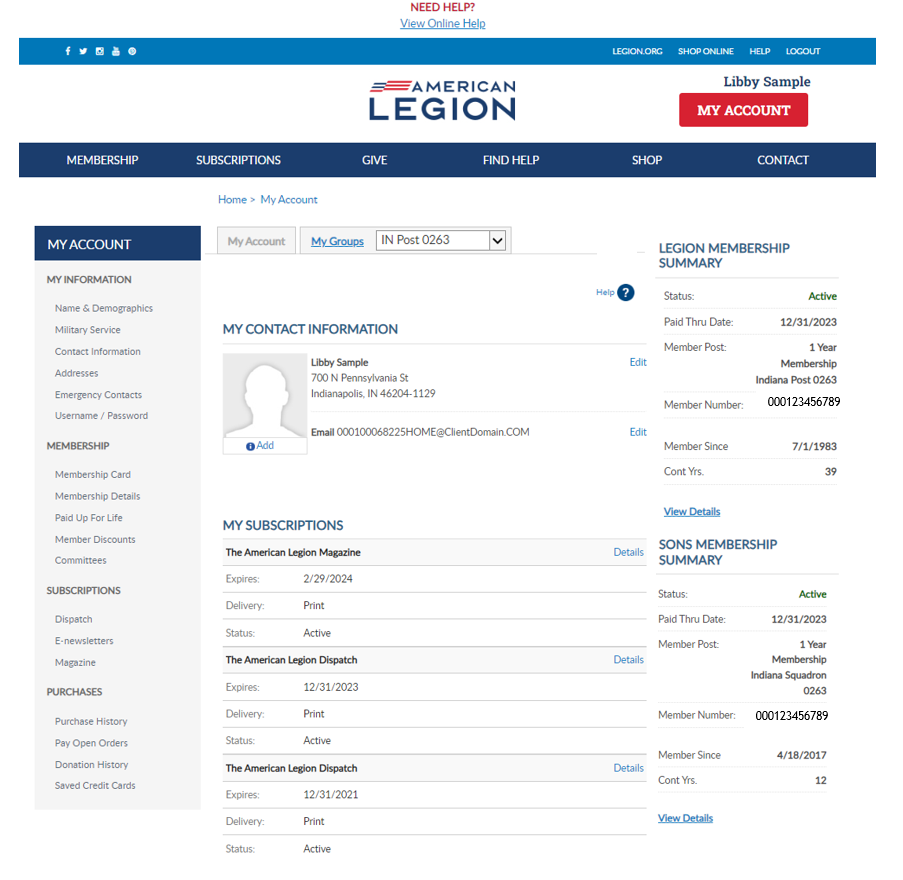 NEED HELP?
View Online Help
LEGION.ORG SHOP ONLINE HELP LOGOUT
AMERICAN
LEGION
Libby Sample
MY ACCOUNT
MEMBERSHIP SUBSCRIPTIONS GIVE FIND HELP SHOP CONTACT
Home > My Account
MY ACCOUNT
MY INFORMATION
Name & Demographics
Military Service
Contact Information
Addresses
Emergency Contacts
Username / Password
MEMBERSHIP
Membership Card
Membership Details
Paid Up For Life
Member Discounts
Committees
SUBSCRIPTIONS
Dispatch
E-newsletters
Magazine
PURCHASES
Purchase History
Pay Open Orders
Donation History
Saved Credit Cards
My Account My Groups IN Post 0263
Help ?
MY CONTACT INFORMATION
Libby Sample Edit
700 N Pennsylvania St
Indianapolis, IN 46204-1129
Email 000100068225HOME@ClientDomain.COM Edit
Add
MY SUBSCRIPTIONS
The American Legion Magazine Details
Expires: 2/29/2024
Delivery: Print
Status: Active
The American Legion Dispatch Details
Expires: 12/31/2023
Delivery: Print
Status: Active
The American Legion Dispatch Details
Expires: 12/31/2021
Delivery: Print
Status: Active
LEGION MEMBERSHIP
SUMMARY
Status: Active
Paid Thru Date: 12/31/2023
Member Post: 1 Year
Membership
Indiana Post 0263
Member Number: 000123456789
Member Since 7/1/1983
Cont Yrs. 39
View Details
SONS MEMBERSHIP
SUMMARY
Status: Active
Paid Thru Date: 12/31/2023
Member Post: 1 Year
Membership
Indiana Squadron
0263
Member Number: 000123456789
Member Since 4/18/2017
Cont Yrs. 12
View Details